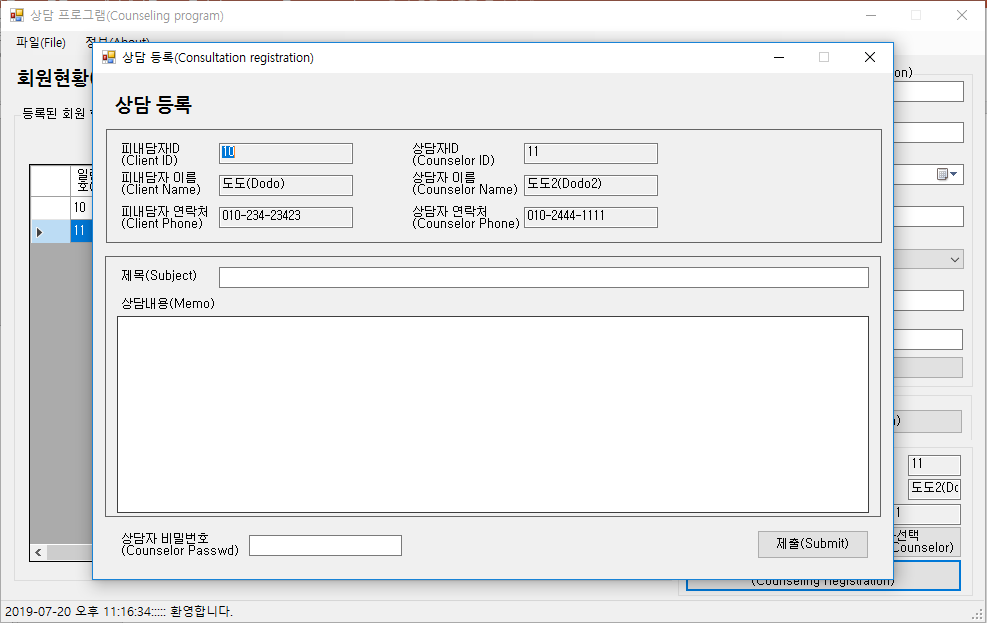 상담 프로그램(Counseling program)
파일(File) 정보(About)
상담 등록(Consultation registration)
회원현황(
on)
상담 등록
등록된 회원
피내담자ID
(Client ID)
10
상담자ID
(Counselor ID)
11
피내담자 이름
(Client Name)
도도(Dodo)
상담자 이름
(Counselor Name)
도도2(Dodo2)
피내담자 연락처
(Client Phone)
010-234-23423
상담자 연락처
(Counselor Phone)
010-2444-1111
10
11
제목(Subject)
상담내용(Memo)
)
11
도도2(Do
1
선택
Counselor)
상담자 비밀번호
(Counselor Passwd)
제출(Submit)
(Counseling Registration)
2019-07-20 오후 11:16:34::::: 환영합니다.